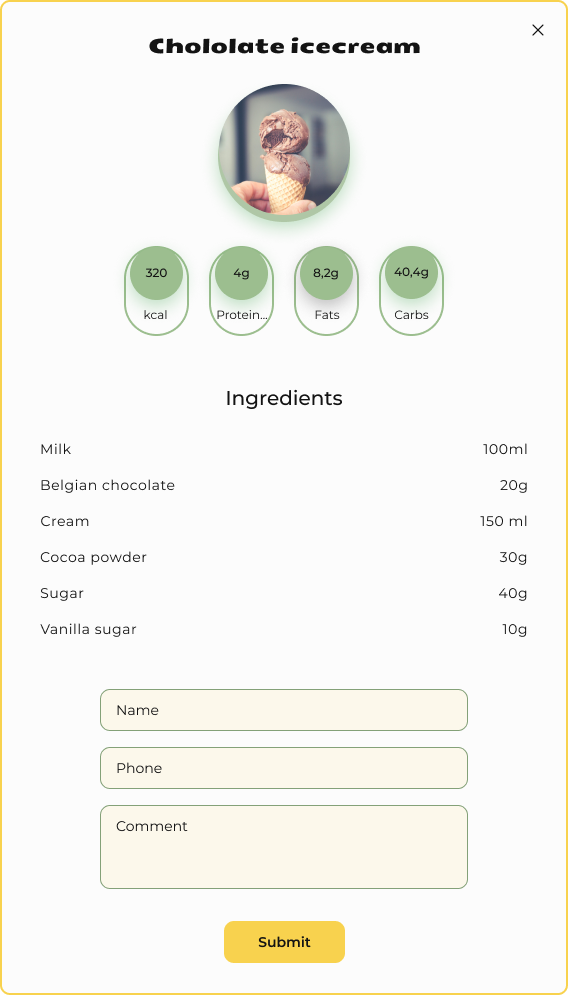 Chololate icecream
320 4g 8,2g 40,4g
kcal Protein... Fats Carbs
Ingredients
Milk 100ml
Belgian chocolate 20g
Cream 150 ml
Cocoa powder 30g
Sugar 40g
Vanilla sugar 10g
Name
Phone
Comment
Submit